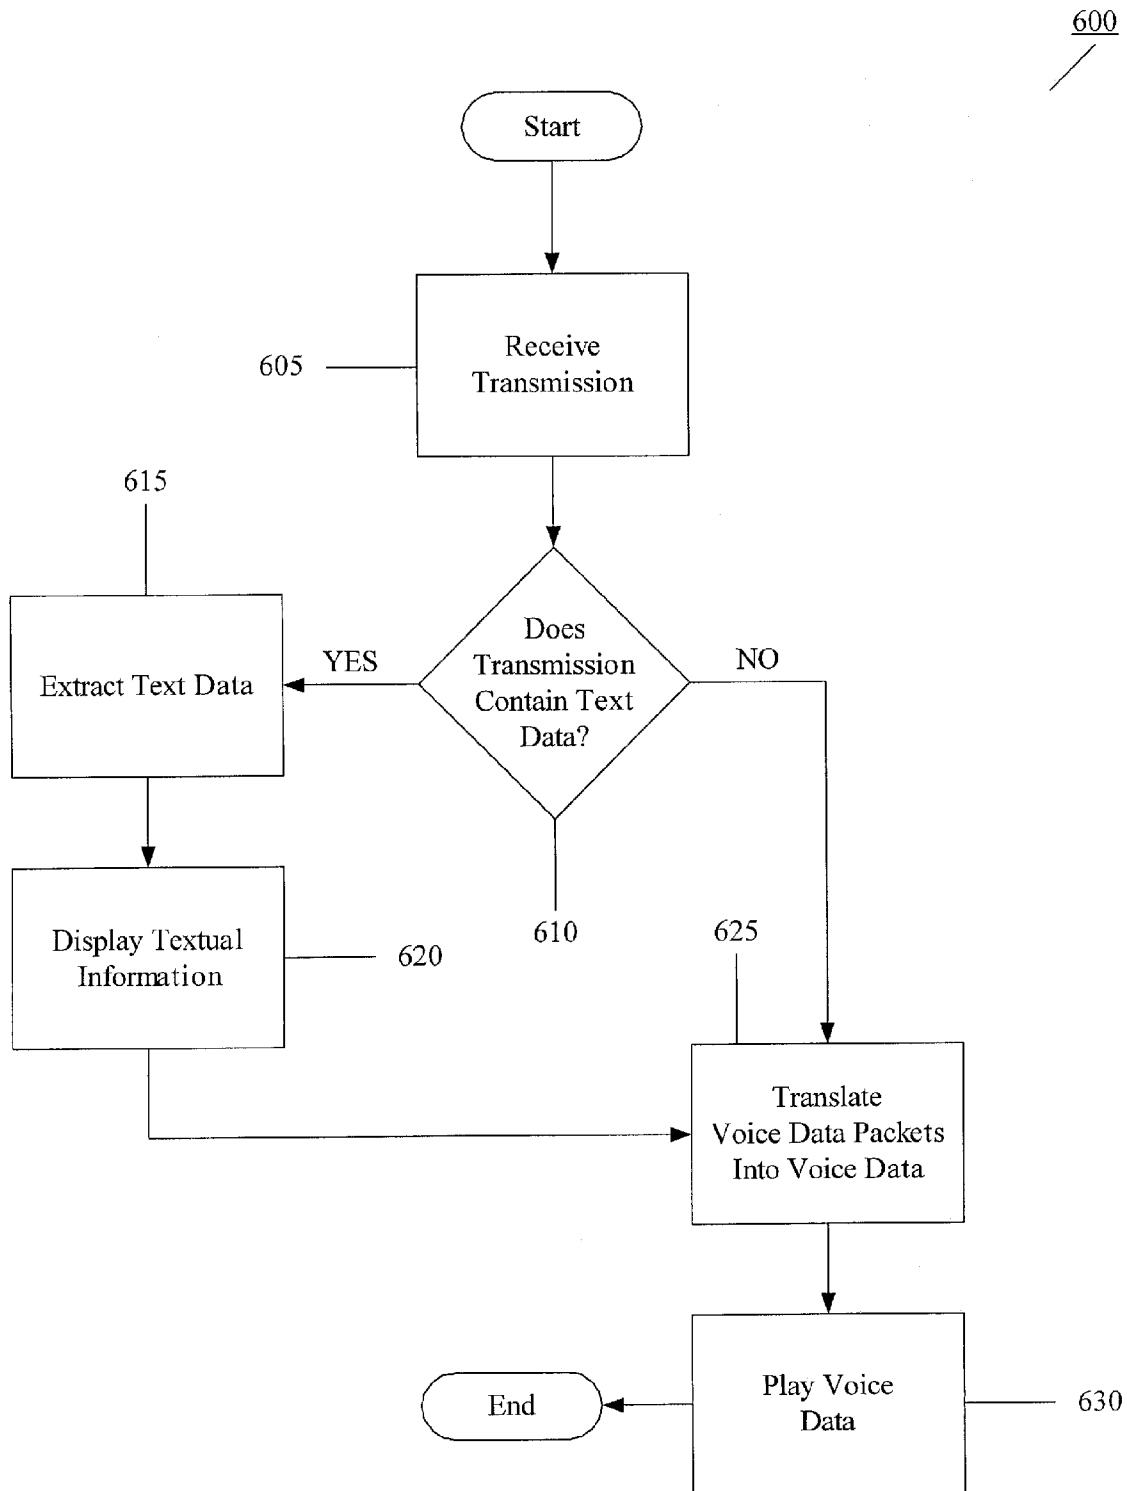 600
Start
Receive
Transmission
605
615
Does
Transmission
Contain Text
Data?
YES
NO
Extract Text Data
610
625
Display Textual
Information
620
Translate
Voice Data Packets
Into Voice Data
Play Voice
Data
630
End